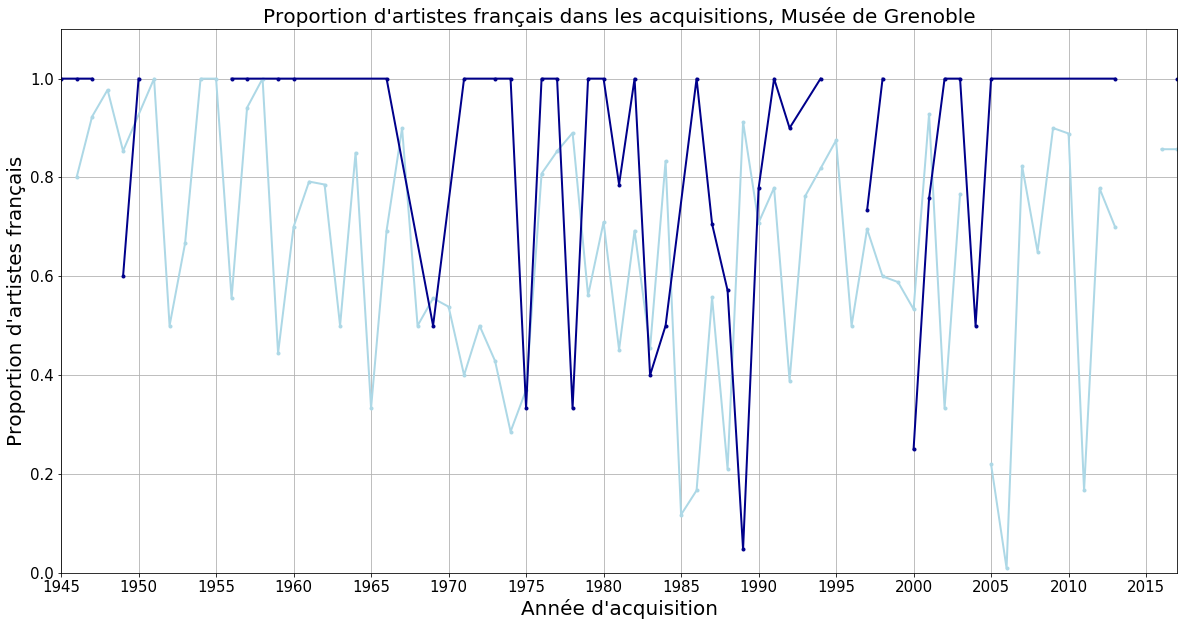 Proportion d'artistes français dans les acquisitions, Musée de Grenoble
Proportion d'artistes français
1.0
0.8
0.6
0.4
0.2
0.0
1945 1950 1955 1960 1965 1970 1975 1980 1985 1990 1995 2000 2005 2010 2015
Année d'acquisition